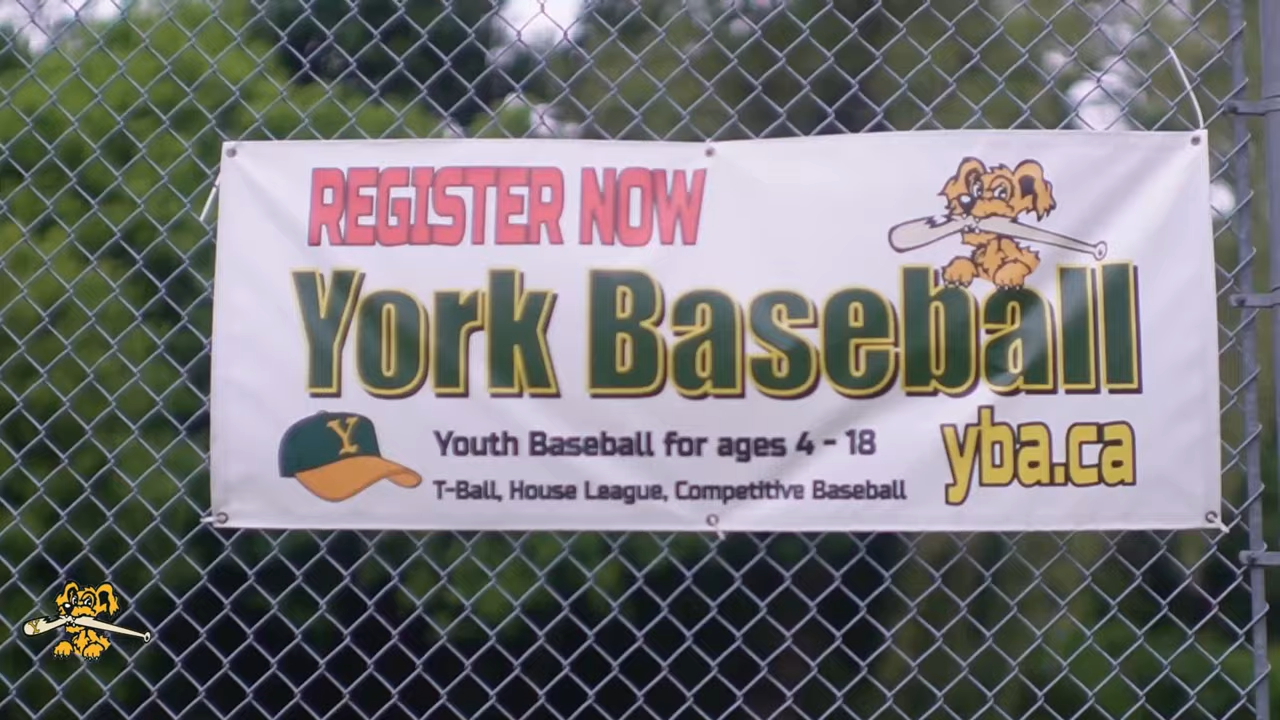 REGISTER NOW
York Baseball
Y
Youth Baseball for ages 4 - 18
T-Ball, House League, Competitive Baseball
yba.ca